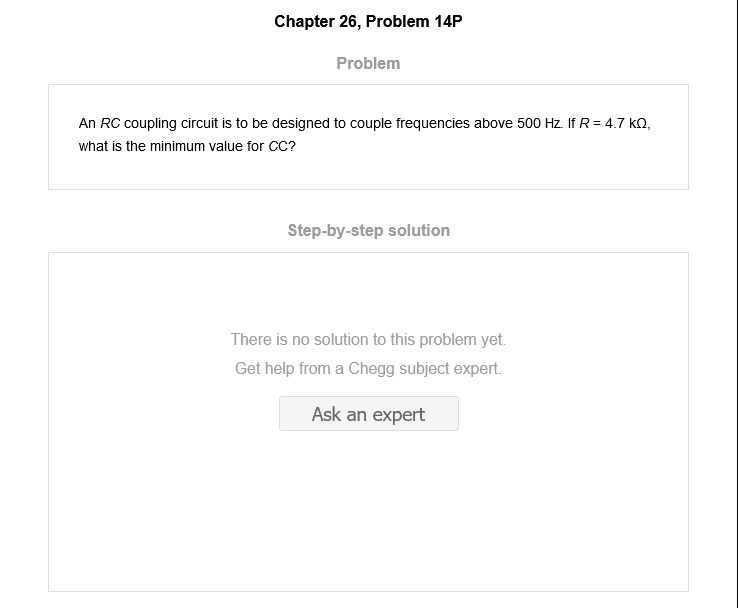 Chapter 26, Problem 14P
Problem
An RC coupling circuit is to be designed to couple frequencies above 500 Hz. If R = 4.7 kΩ,
what is the minimum value for CC?
Step-by-step solution
There is no solution to this problem yet.
Get help from a Chegg subject expert.
Ask an expert